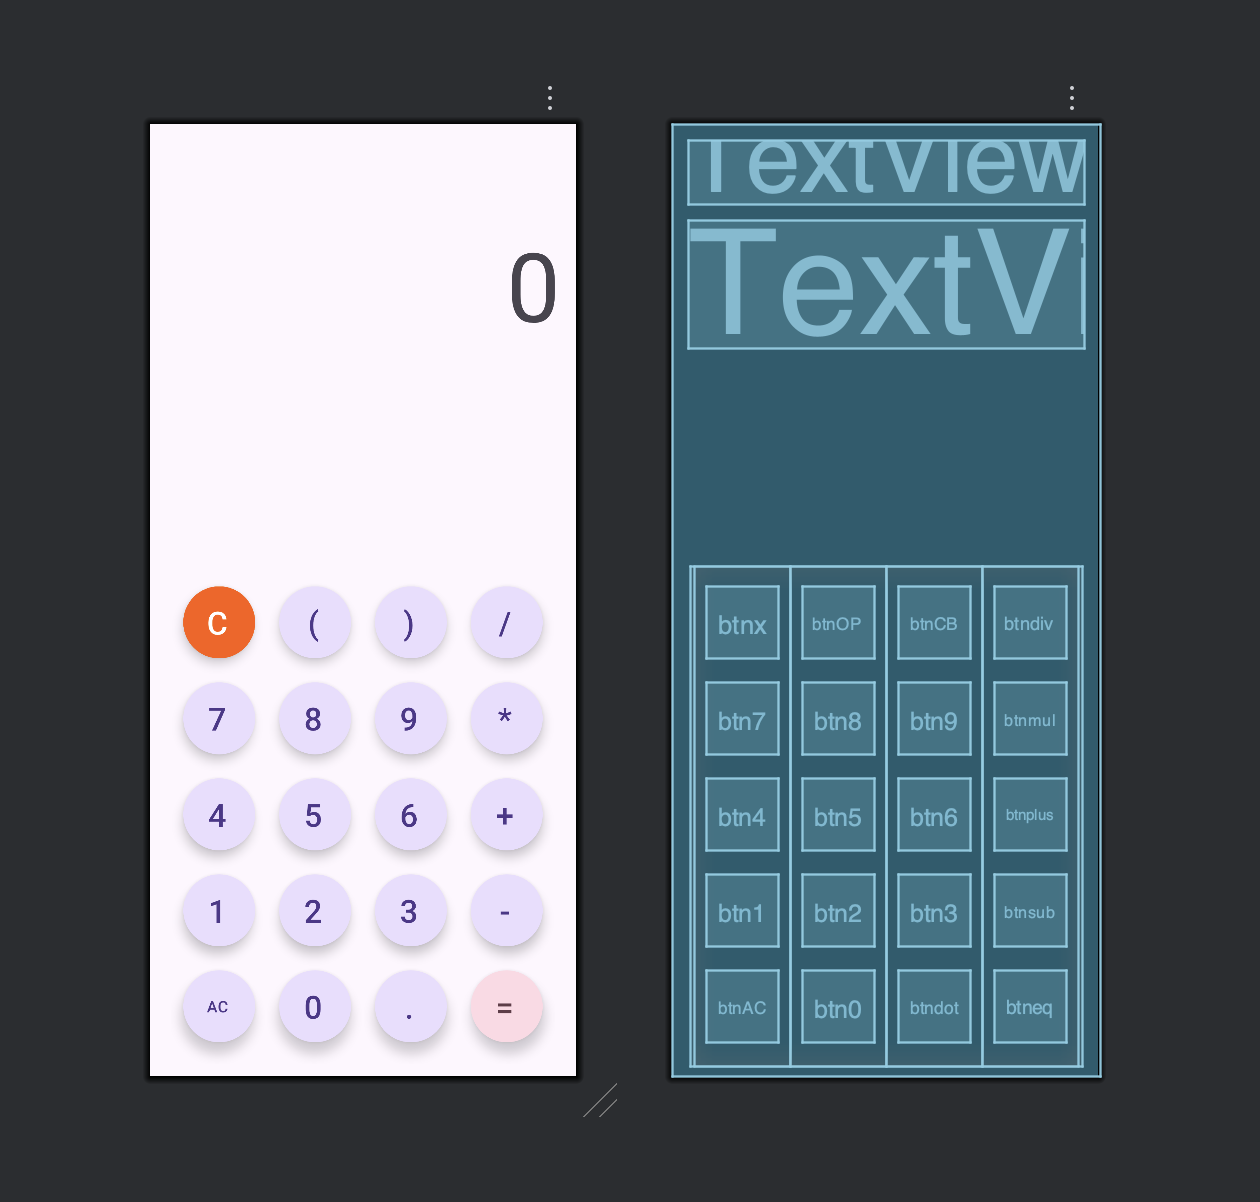 0
C ( ) /
7 8 9 *
4 5 6 +
1 2 3 -
AC 0 . =
TextView
TextV
btnx btnOP btnCB btndiv
btn7 btn8 btn9 btnmul
btn4 btn5 btn6 btnplus
btn1 btn2 btn3 btnsub
btnAC btn0 btndot btneq